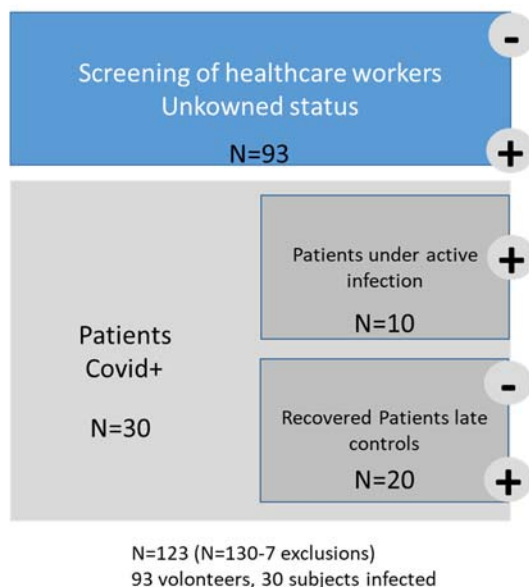 -
Screening of healthcare workers
Unkowned status
N=93
+
Patients under active
infection
+
N=10
Patients
Covid+
N=30
-
Recovered Patients late
controls
N=20
+
N=123 (N=130-7 exclusions)
93 volunteers, 30 subjects infected